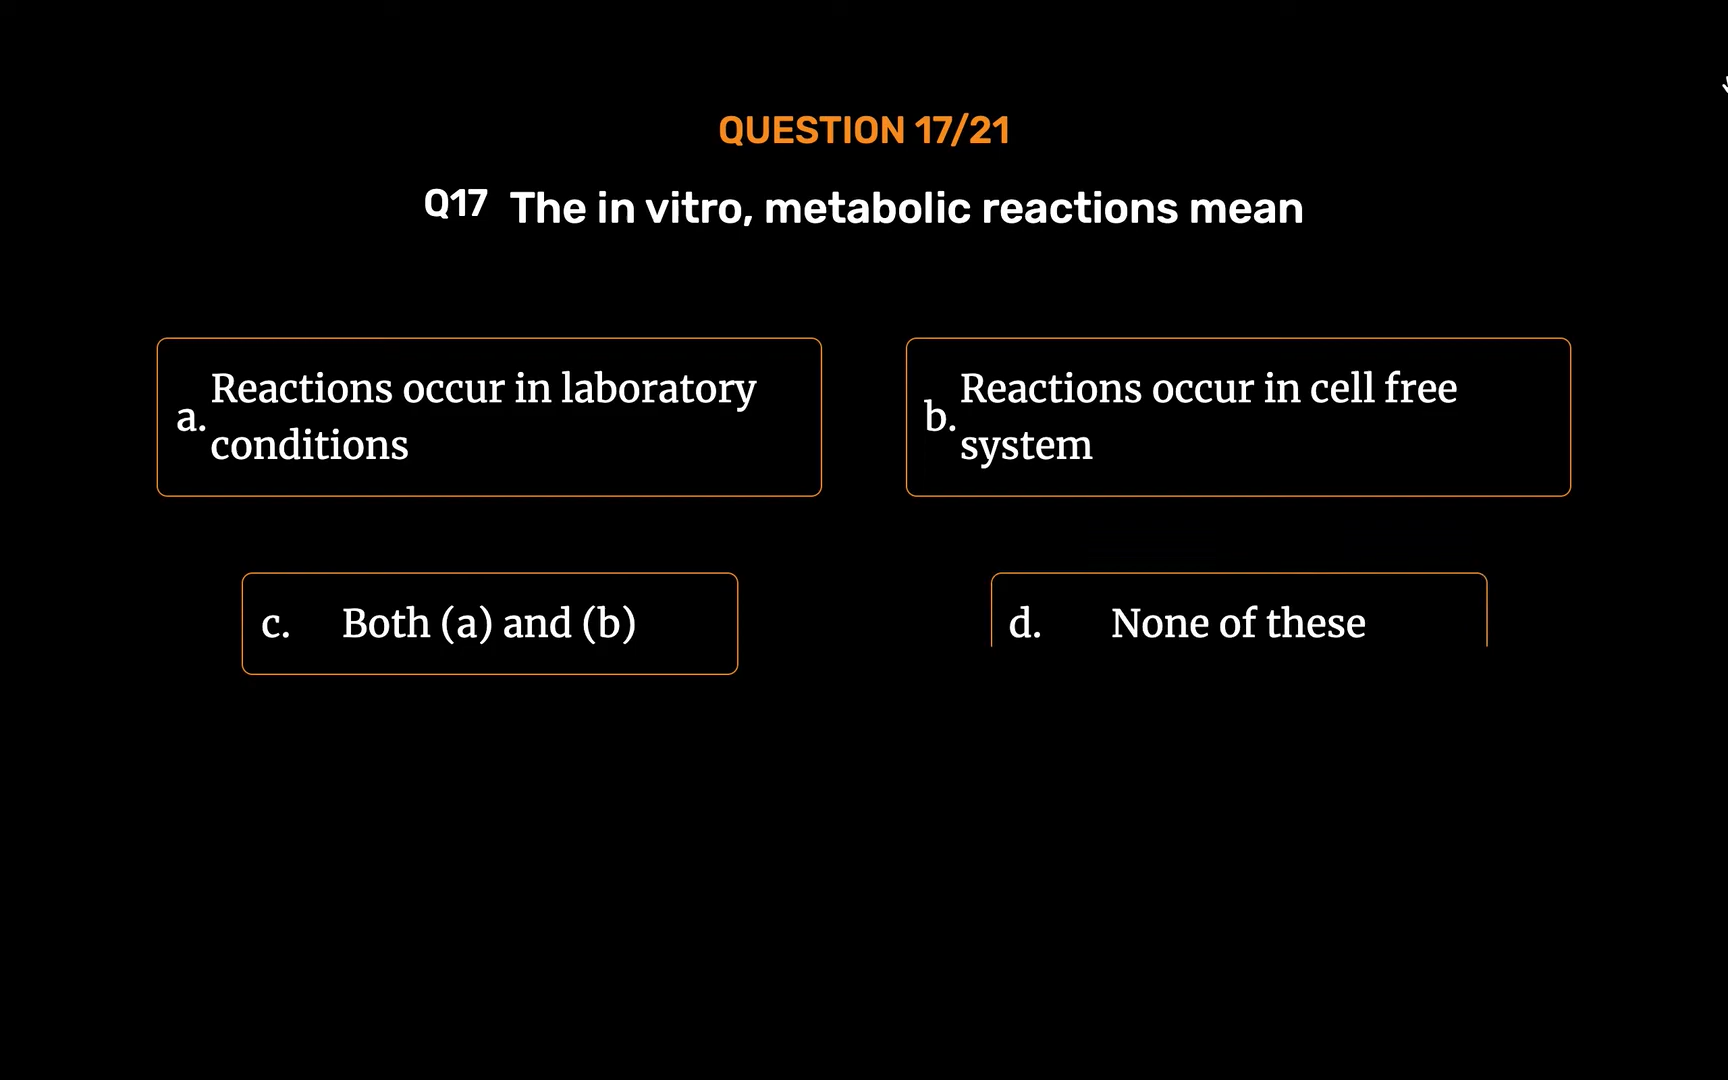 QUESTION 17/21
Q17 The in vitro, metabolic reactions mean
a. Reactions occur in laboratory
conditions
b. Reactions occur in cell free
system
c. Both (a) and (b)
d. None of these